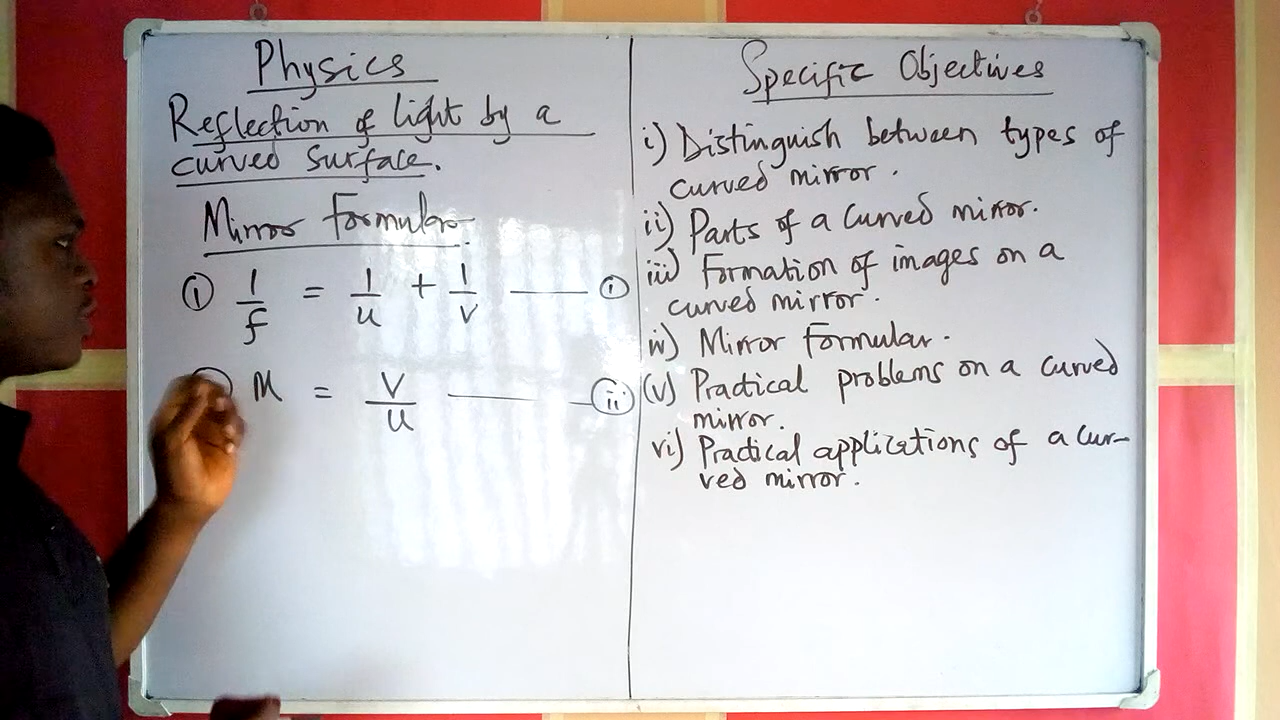 Physics
Reflection of light by a
curved surface.
Mirror Formular.
(i) 1/f = 1/u + 1/v ——— (i)
M = v/u ——— (ii)
Specific Objectives
i) Distinguish between types of
curved mirror.
ii) Parts of a curved mirror.
iii) Formation of images on a
curved mirror.
iv) Mirror formular.
(v) Practical problems on a curved
mirror.
vi) Practical applications of a cur-
ved mirror.